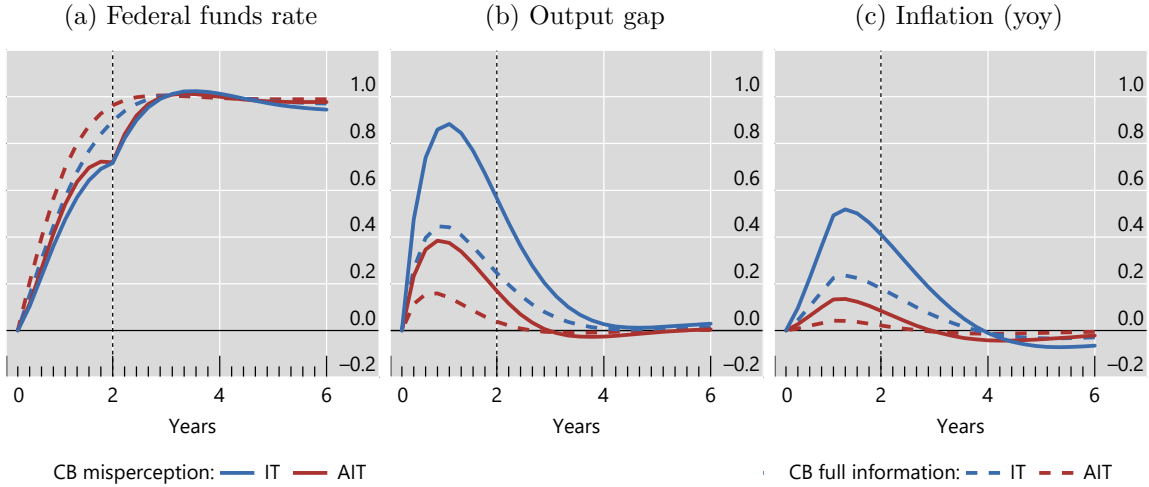 (a) Federal funds rate (b) Output gap (c) Inflation (yoy)
1.0 1.0 1.0
0.8 0.8 0.8
0.6 0.6 0.6
0.4 0.4 0.4
0.2 0.2 0.2
0.0 0.0 0.0
–0.2 –0.2 –0.2
0 2 4 6 0 2 4 6 0 2 4 6
Years Years Years
CB misperception: IT AIT CB full information: IT AIT